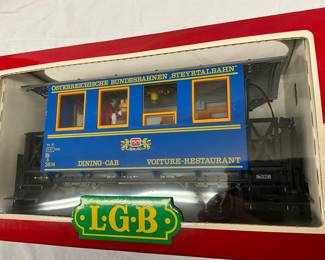 ÖSTERREICHISCHE BUNDESBAHNEN „STEYRTALBAHN"
DINING-CAR VOITURE-RESTAURANT
L·G·B